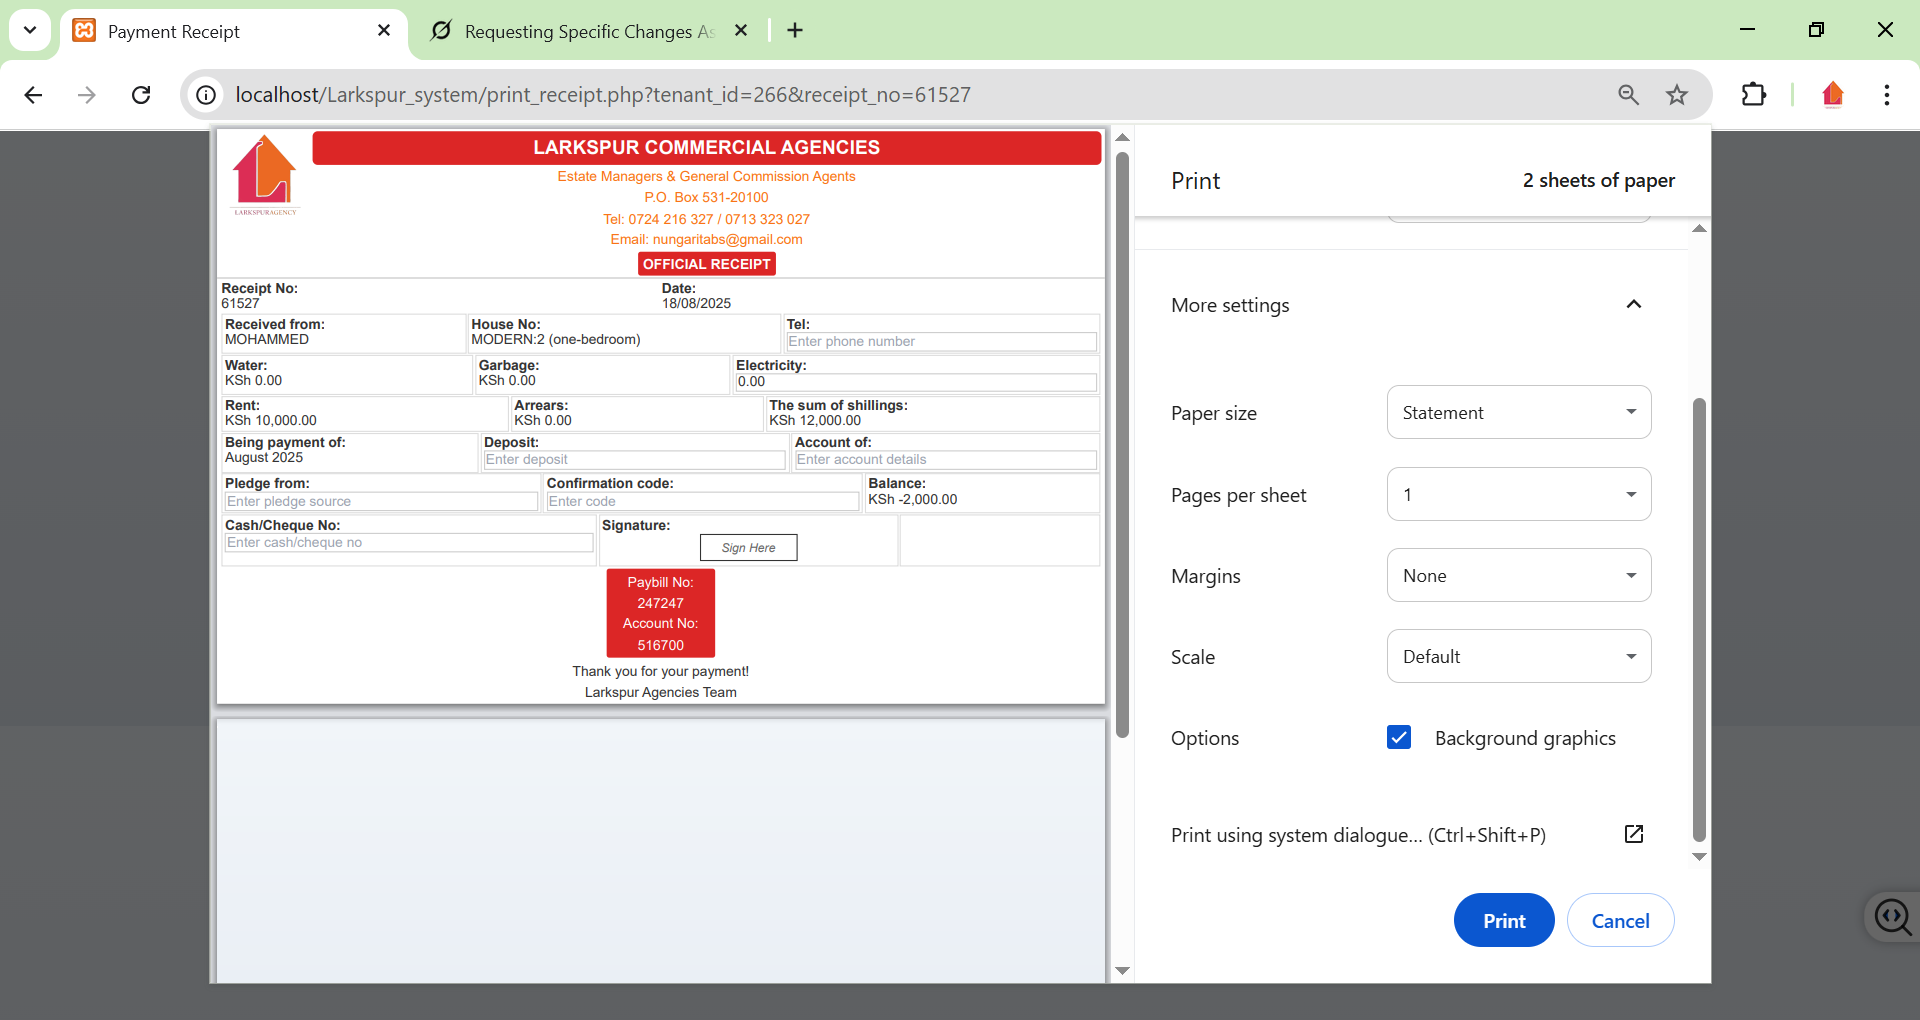 Payment Receipt
Requesting Specific Changes As
localhost/Larkspur_system/print_receipt.php?tenant_id=266&receipt_no=61527
LARKSPURAGENCY
LARKSPUR COMMERCIAL AGENCIES
Estate Managers & General Commission Agents
P.O. Box 531-20100
Tel: 0724 216 327 / 0713 323 027
Email: nungaritabs@gmail.com
OFFICIAL RECEIPT
Receipt No: Date:
61527 18/08/2025
Received from: House No: Tel:
MOHAMMED MODERN:2 (one-bedroom) Enter phone number
Water: Garbage: Electricity:
KSh 0.00 KSh 0.00 0.00
Rent: Arrears: The sum of shillings:
KSh 10,000.00 KSh 0.00 KSh 12,000.00
Being payment of: Deposit: Account of:
August 2025 Enter deposit Enter account details
Pledge from: Confirmation code: Balance:
Enter pledge source Enter code KSh -2,000.00
Cash/Cheque No: Signature:
Enter cash/cheque no Sign Here
Paybill No:
247247
Account No:
516700
Thank you for your payment!
Larkspur Agencies Team
Print 2 sheets of paper
More settings
Paper size Statement
Pages per sheet 1
Margins None
Scale Default
Options Background graphics
Print using system dialogue... (Ctrl+Shift+P)
Print Cancel